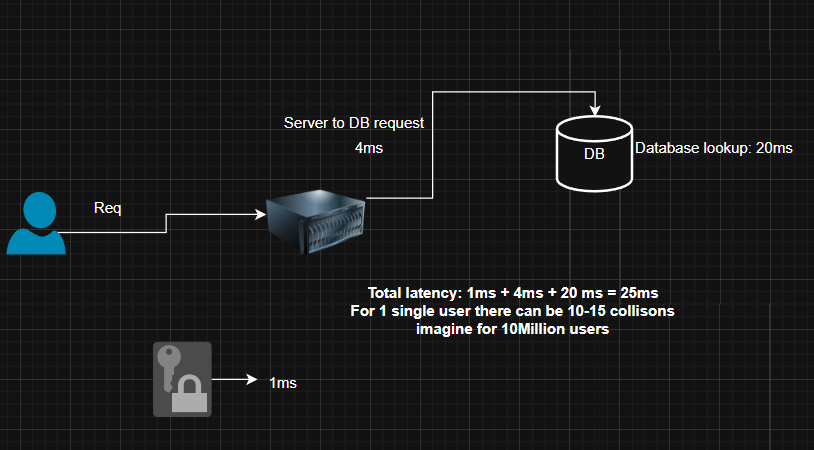 Server to DB request
4ms
DB
Database lookup: 20ms
Req
Total latency: 1ms + 4ms + 20 ms = 25ms
For 1 single user there can be 10-15 collisons
imagine for 10Million users
1ms